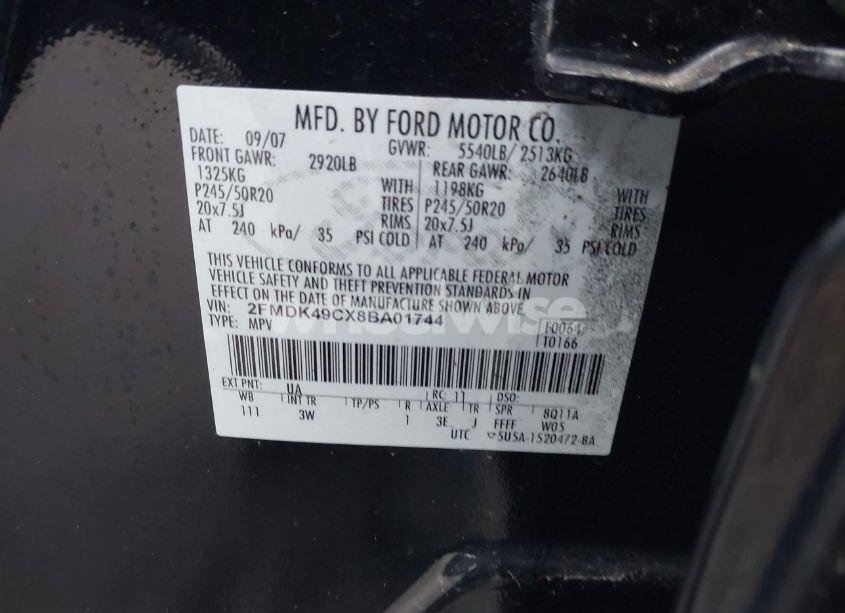 MFD. BY FORD MOTOR CO.
DATE: 09/07 GVWR: 5540LB/ 2513KG
FRONT GAWR: 2920LB REAR GAWR: 2640LB
1325KG WITH 1198KG WITH
P245/50R20 TIRES P245/50R20 TIRES
20x7.5J RIMS 20x7.5J RIMS
AT 240 kPa/ 35 PSI COLD AT 240 kPa/ 35 PSI COLD
THIS VEHICLE CONFORMS TO ALL APPLICABLE FEDERAL MOTOR
VEHICLE SAFETY AND THEFT PREVENTION STANDARDS IN
EFFECT ON THE DATE OF MANUFACTURE SHOWN ABOVE.
VIN: 2FMDK49CX8BA01744
TYPE: MPV F0064
T0166
EXT PNT: UA RC: 11 DSO:
WB INT TR TP/PS R AXLE TR SPR 8Q11A
111 3W 1 3E J FFFF W05
UTC 5U5A-1520472-BA